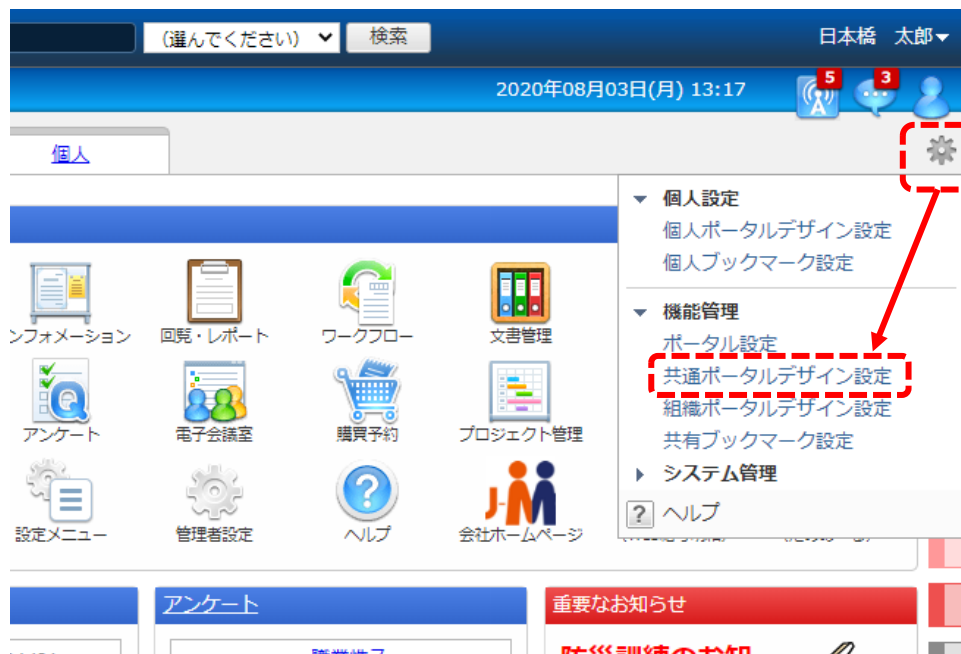 (選んでください) 検索 日本橋 太郎▼
2020年08月03日(月) 13:17 5 3
個人
個人設定
個人ポータルデザイン設定
個人ブックマーク設定
機能管理
ポータル設定
共通ポータルデザイン設定
組織ポータルデザイン設定
共有ブックマーク設定
システム管理
? ヘルプ
ンフォメーション 回覧・レポート ワークフロー 文書管理
アンケート 電子会議室 購買予約 プロジェクト管理
設定メニュー 管理者設定 ヘルプ 会社ホームページ
アンケート 重要なお知らせ
防災訓練のお知